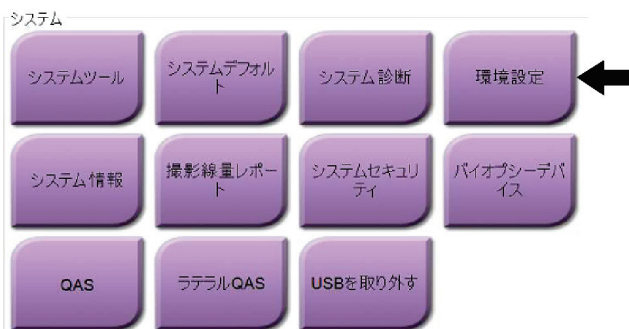 システム
システムツール
システムデフォル
ト
システム診断
環境設定
システム情報
撮影線量レポー
ト
システムセキュリ
ティ
バイオプシーデバ
イス
QAS
ラテラルQAS
USBを取り外す